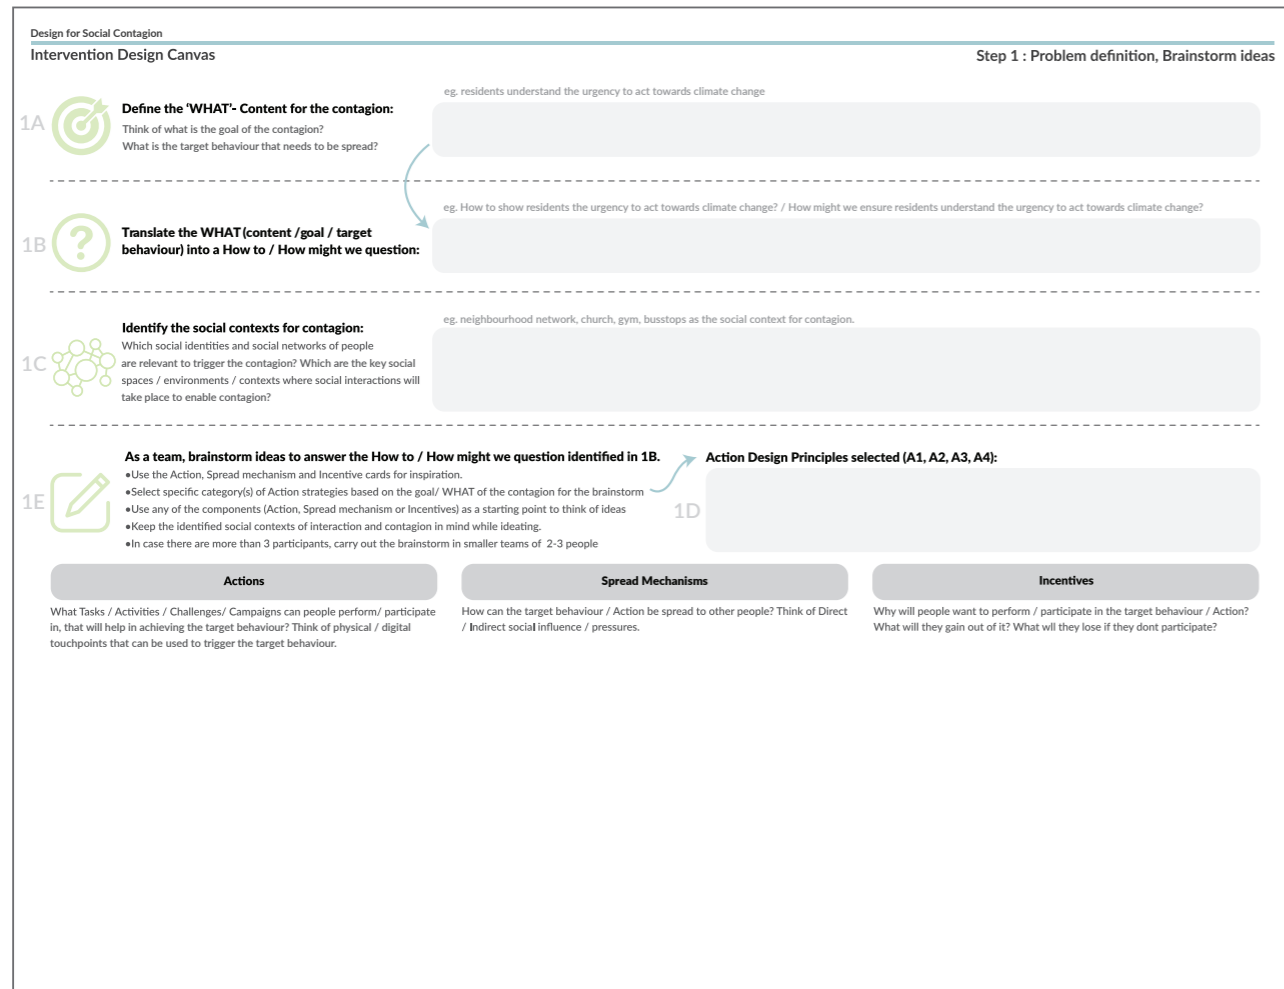 Design for Social Contagion
Intervention Design Canvas
Step 1 : Problem definition, Brainstorm ideas
1A
Define the ‘WHAT’- Content for the contagion:
Think of what is the goal of the contagion?
What is the target behaviour that needs to be spread?
eg. residents understand the urgency to act towards climate change
1B
Translate the WHAT (content /goal / target
behaviour) into a How to / How might we question:
eg. How to show residents the urgency to act towards climate change? / How might we ensure residents understand the urgency to act towards climate change?
1C
Identify the social contexts for contagion:
Which social identities and social networks of people
are relevant to trigger the contagion? Which are the key social
spaces / environments / contexts where social interactions will
take place to enable contagion?
eg. neighbourhood network, church, gym, busstops as the social context for contagion.
1E
As a team, brainstorm ideas to answer the How to / How might we question identified in 1B.
•Use the Action, Spread mechanism and Incentive cards for inspiration.
•Select specific category(s) of Action strategies based on the goal/ WHAT of the contagion for the brainstorm
•Use any of the components (Action, Spread mechanism or Incentives) as a starting point to think of ideas
•Keep the identified social contexts of interaction and contagion in mind while ideating.
•In case there are more than 3 participants, carry out the brainstorm in smaller teams of 2-3 people
Action Design Principles selected (A1, A2, A3, A4):
1D
Actions
What Tasks / Activities / Challenges/ Campaigns can people perform/ participate
in, that will help in achieving the target behaviour? Think of physical / digital
touchpoints that can be used to trigger the target behaviour.
Spread Mechanisms
How can the target behaviour / Action be spread to other people? Think of Direct
/ Indirect social influence / pressures.
Incentives
Why will people want to perform / participate in the target behaviour / Action?
What will they gain out of it? What wll they lose if they dont participate?